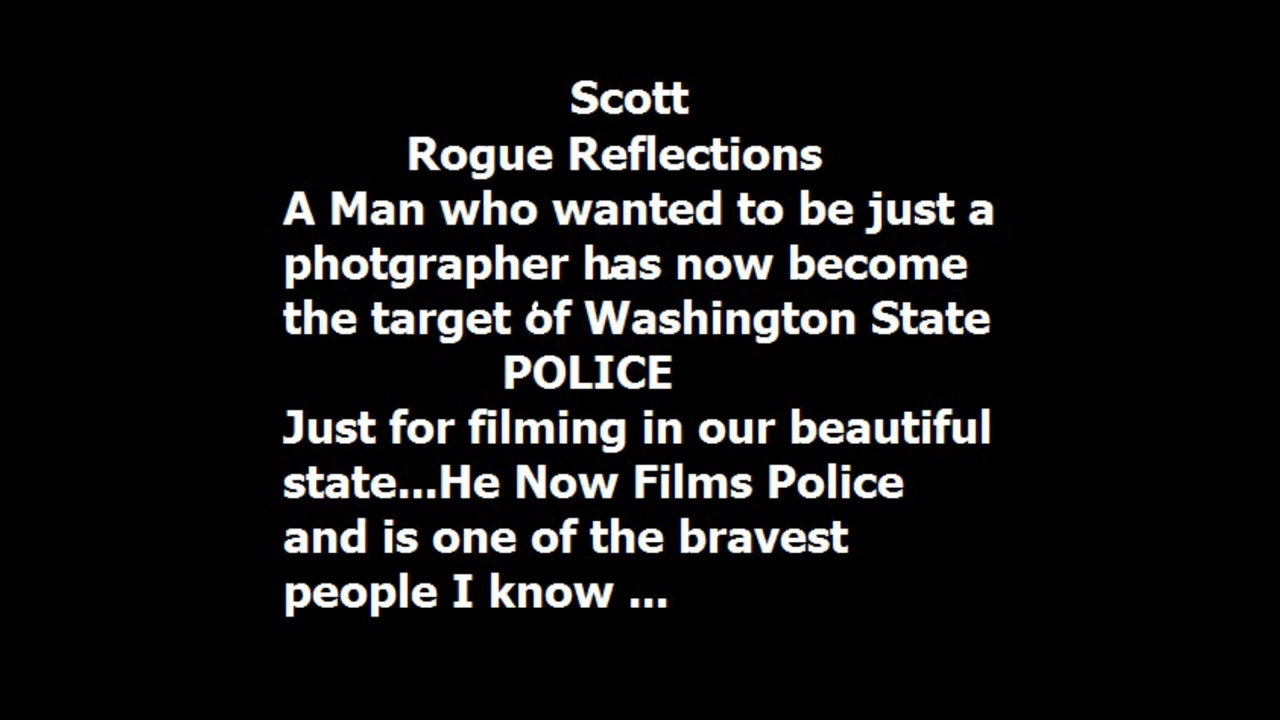 Scott
Rogue Reflections
A Man who wanted to be just a
photgrapher has now become
the target of Washington State
POLICE
Just for filming in our beautiful
state...He Now Films Police
and is one of the bravest
people I know ...